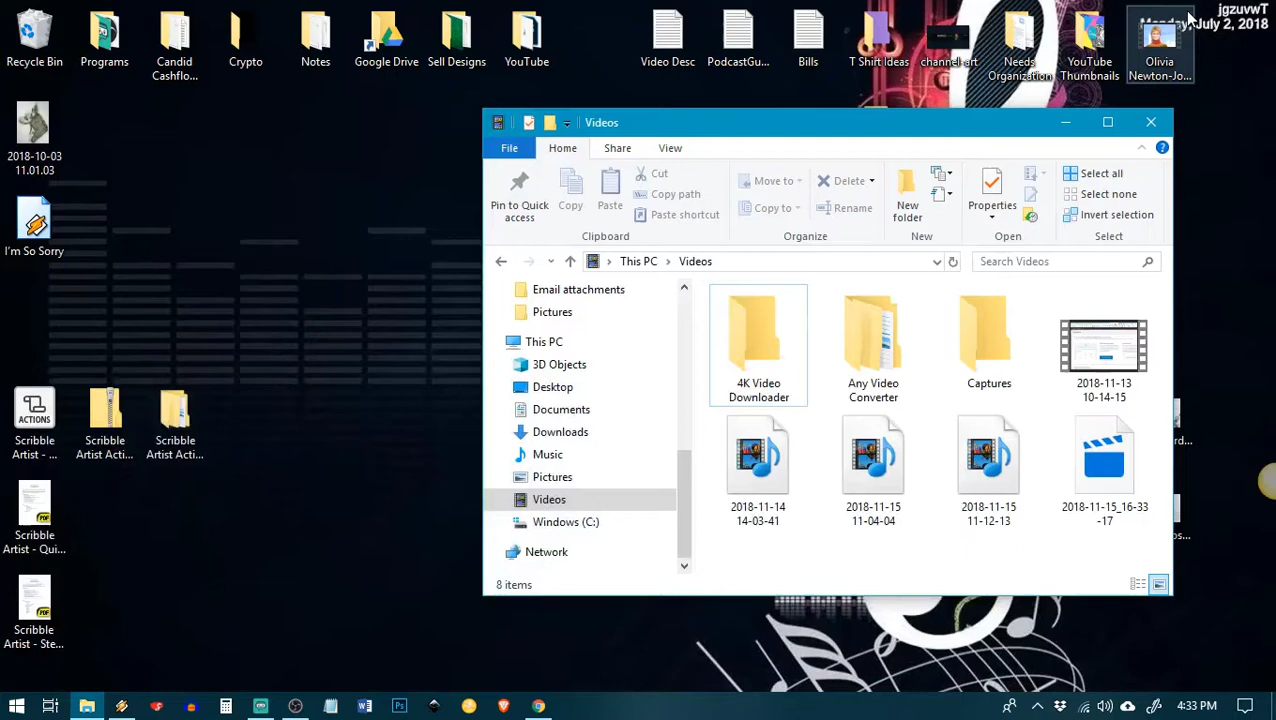 jgzuvwT
Monday, July 2, 2018
Recycle Bin
Programs
Candid
Cashflo...
Crypto
Notes
Google Drive
Sell Designs
YouTube
Video Desk
PodcastGu...
Bills
T Shift Ideas
channel-art
Needs
Organization
YouTube
Thumbnails
Olivia
Newton-Jo...
2018-10-03
11.01.03
I'm So Sorry
ACTIONS
Scribble
Artist - ...
Scribble
Artist Acti...
Scribble
Artist Acti...
Scribble
Artist - Qui...
PDF
Scribble
Artist - Ste...
PDF
Videos
File
Home
Share
View
Pin to Quick
access
Copy
Paste
Cut
Copy path
Paste shortcut
Clipboard
Move to
Copy to
Delete
Rename
Organize
New
folder
New
Properties
Open
Select all
Select none
Invert selection
Select
This PC > Videos
Search Videos
Email attachments
Pictures
This PC
3D Objects
Desktop
Documents
Downloads
Music
Pictures
Videos
Windows (C:)
Network
4K Video
Downloader
Any Video
Converter
Captures
2018-11-13
10-14-15
2018-11-14
14-03-41
2018-11-15
11-04-04
2018-11-15
11-12-13
2018-11-15_16-33
-17
8 items
4:33 PM